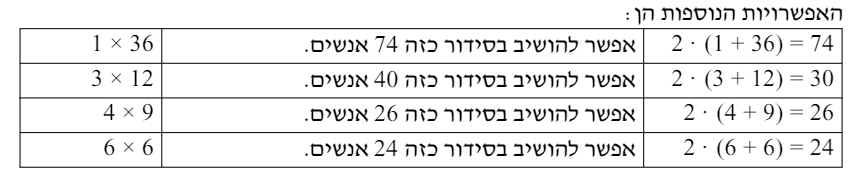 האפשרויות הנוספות הן:
2 · (1 + 36) = 74 אפשר להושיב בסידור כזה 74 אנשים. 1 × 36
2 · (3 + 12) = 30 אפשר להושיב בסידור כזה 40 אנשים. 3 × 12
2 · (4 + 9) = 26 אפשר להושיב בסידור כזה 26 אנשים. 4 × 9
2 · (6 + 6) = 24 אפשר להושיב בסידור כזה 24 אנשים. 6 × 6